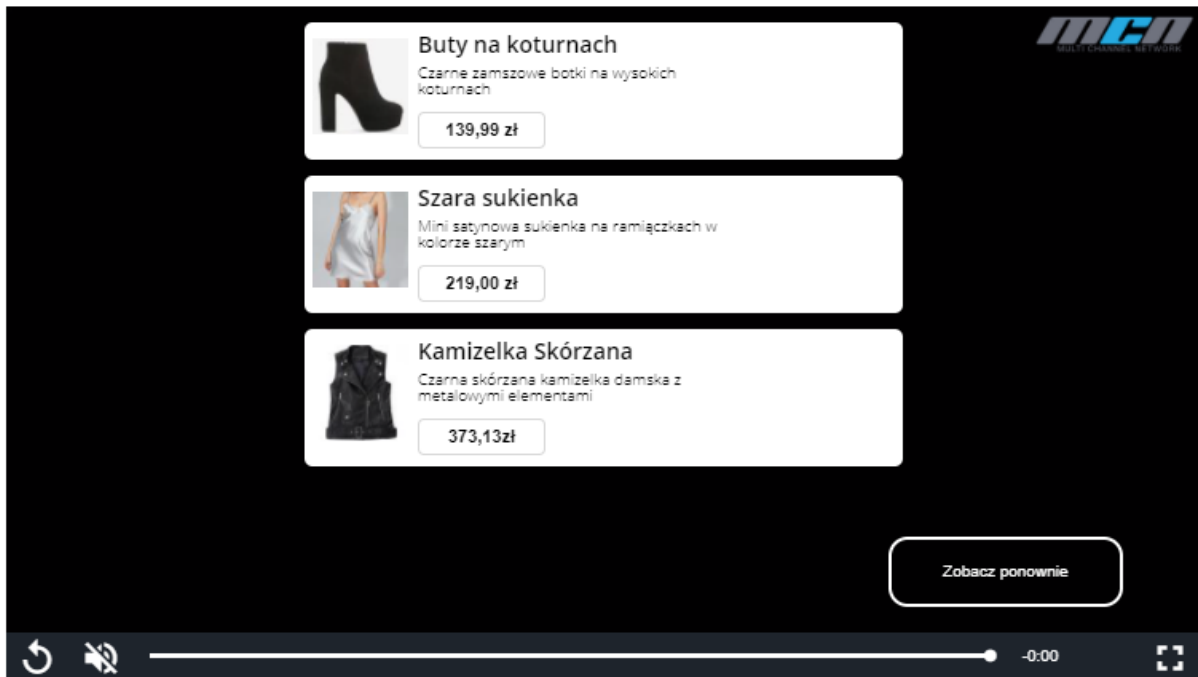 MCN
MULTI CHANNEL NETWORK
Buty na koturnach
Czarne zamszowe botki na wysokich
koturnach
139,99 zł
Szara sukienka
Mini satynowa sukienka na ramiączkach w
kolorze szarym
219,00 zł
Kamizelka Skórzana
Czarna skórzana kamizelka damska z
metalowymi elementami
373,13zł
Zobacz ponownie
-0:00